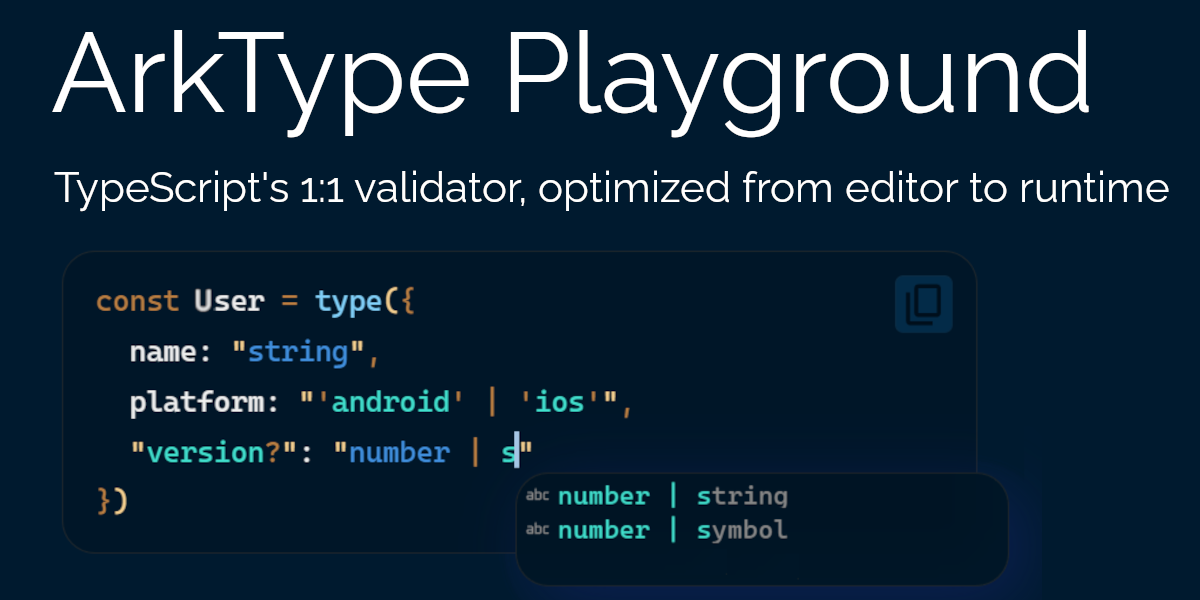 ArkType Playground
TypeScript's 1:1 validator, optimized from editor to runtime
const User = type({
name: "string",
platform: "'android' | 'ios'",
"version?": "number | s"
})
abc number | string
abc number | symbol